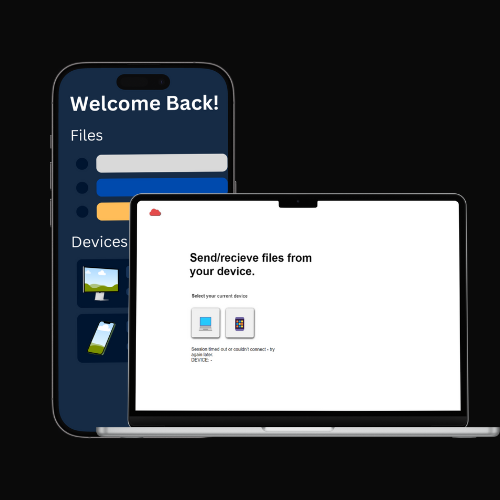 Welcome Back!
Files
Devices
Send/recieve files from
your device.
Select your current device
Session timed out or couldn't connect - try
again later.
DEVICE: -